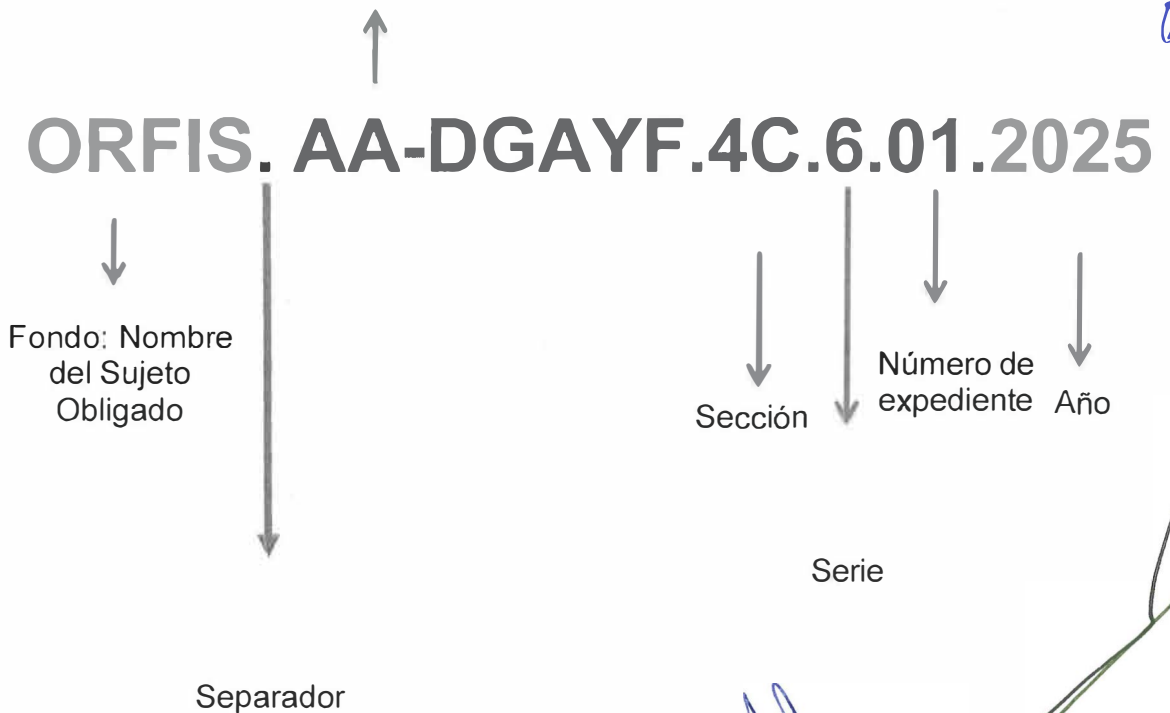 ORFIS. AA-DGAYF.4C.6.01.2025
Fondo: Nombre
del Sujeto
Obligado
Sección
Número de
expediente
Año
Serie
Separador